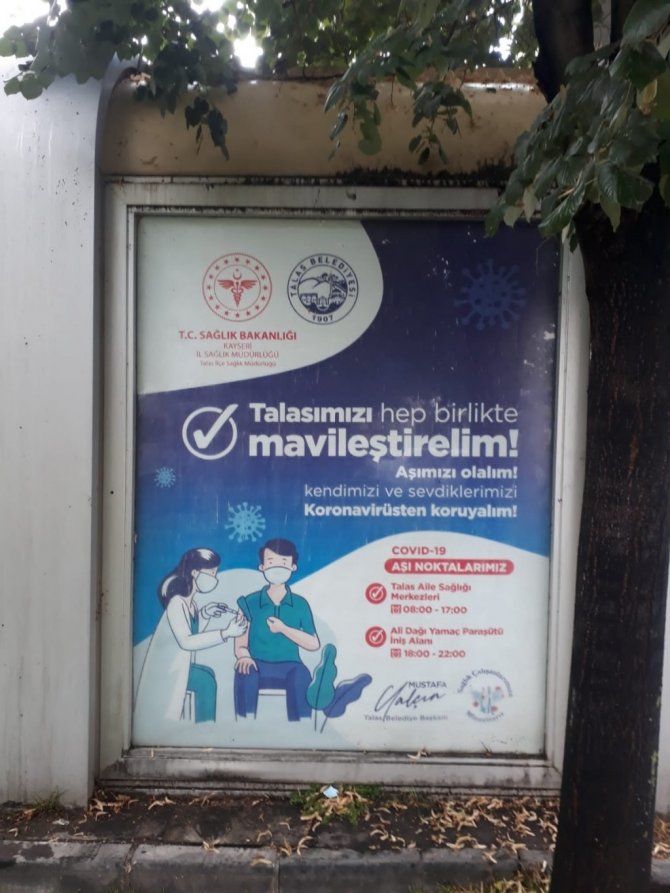 TALAS BELEDİYESİ
1907
T.C. SAĞLIK BAKANLIĞI
KAYSERİ
İL SAĞLIK MÜDÜRLÜĞÜ
Talas İlçe Sağlık Müdürlüğü
Talasımızı hep birlikte
mavileştirelim!
Aşımızı olalım!
kendimizi ve sevdiklerimizi
Koronavirüsten koruyalım!
COVID-19
AŞI NOKTALARIMIZ
Talas Aile Sağlığı
Merkezleri
08:00 - 17:00
Ali Dağı Yamaç Paraşütü
İniş Alanı
18:00 - 22:00
MUSTAFA
Yalçın
Talas Belediye Başkanı
Sağlık Çalışanlarımıza